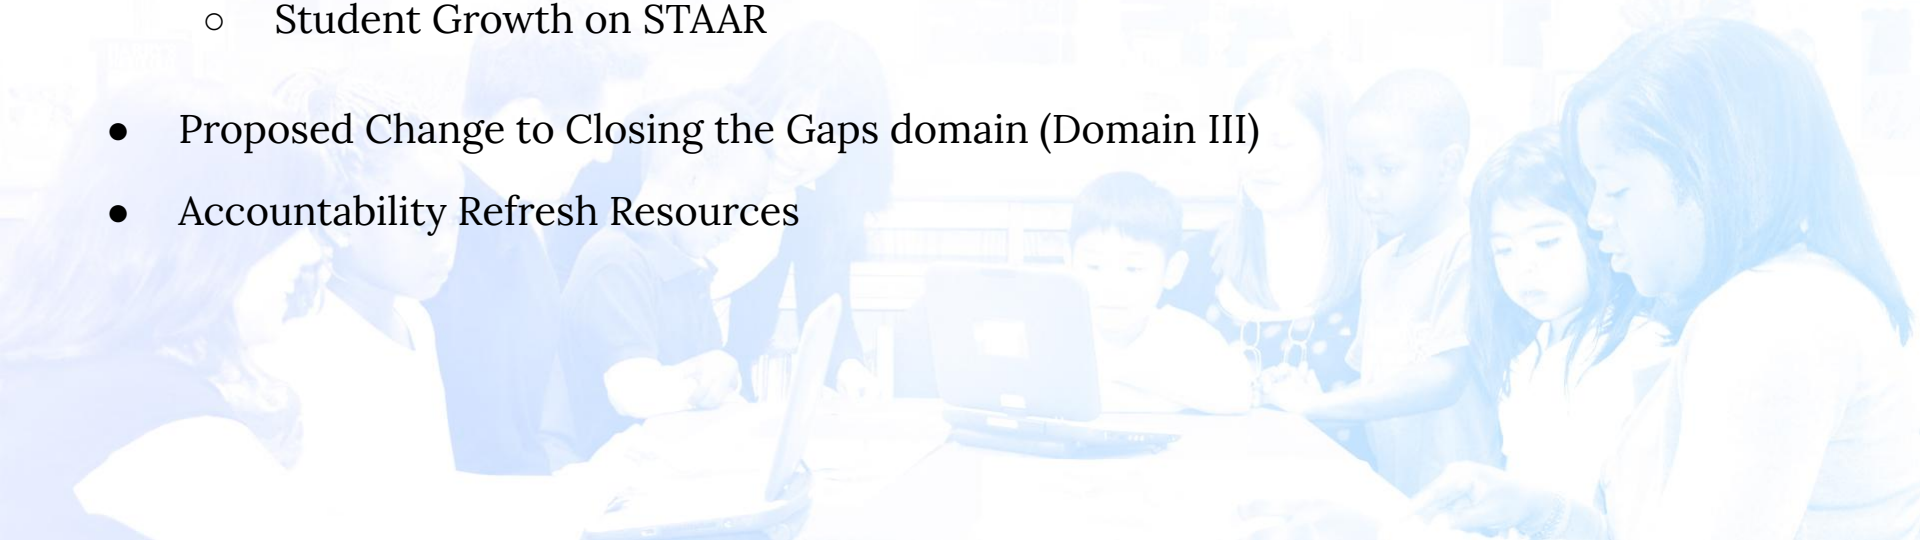 ○ Student Growth on STAAR
● Proposed Change to Closing the Gaps domain (Domain III)
● Accountability Refresh Resources